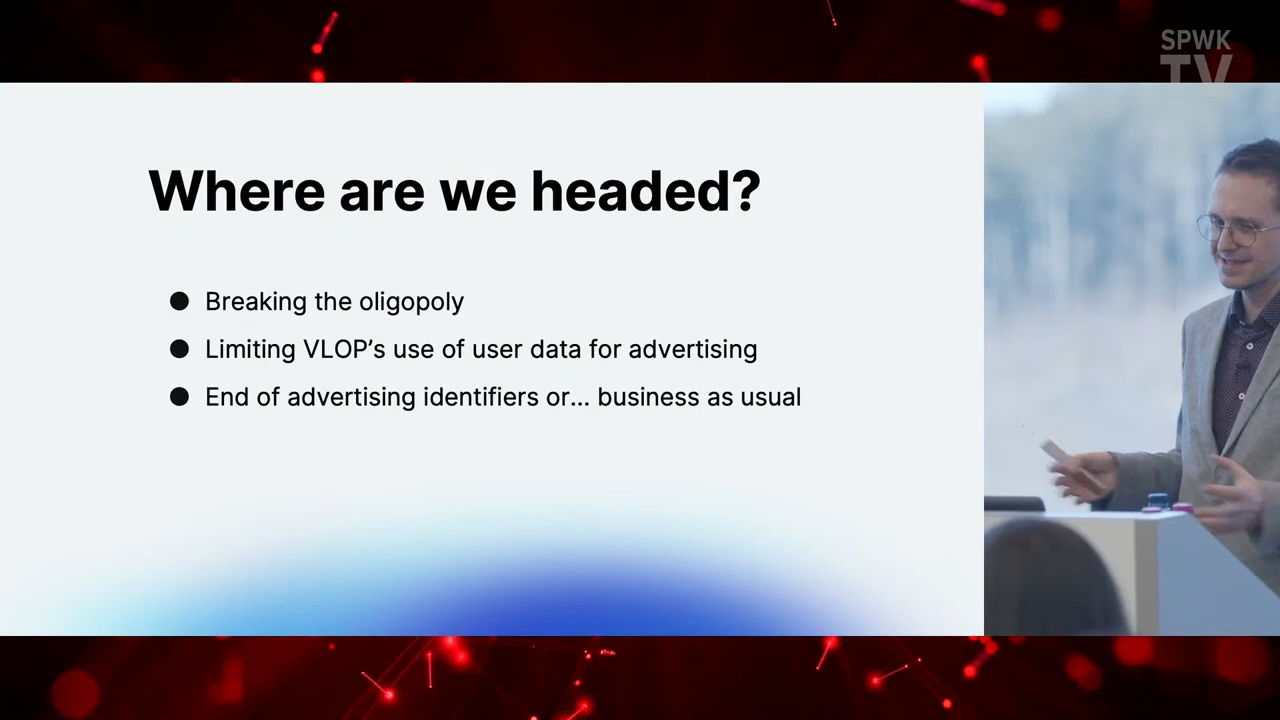 SPWK
TV
Where are we headed?
● Breaking the oligopoly
● Limiting VLOP’s use of user data for advertising
● End of advertising identifiers or... business as usual